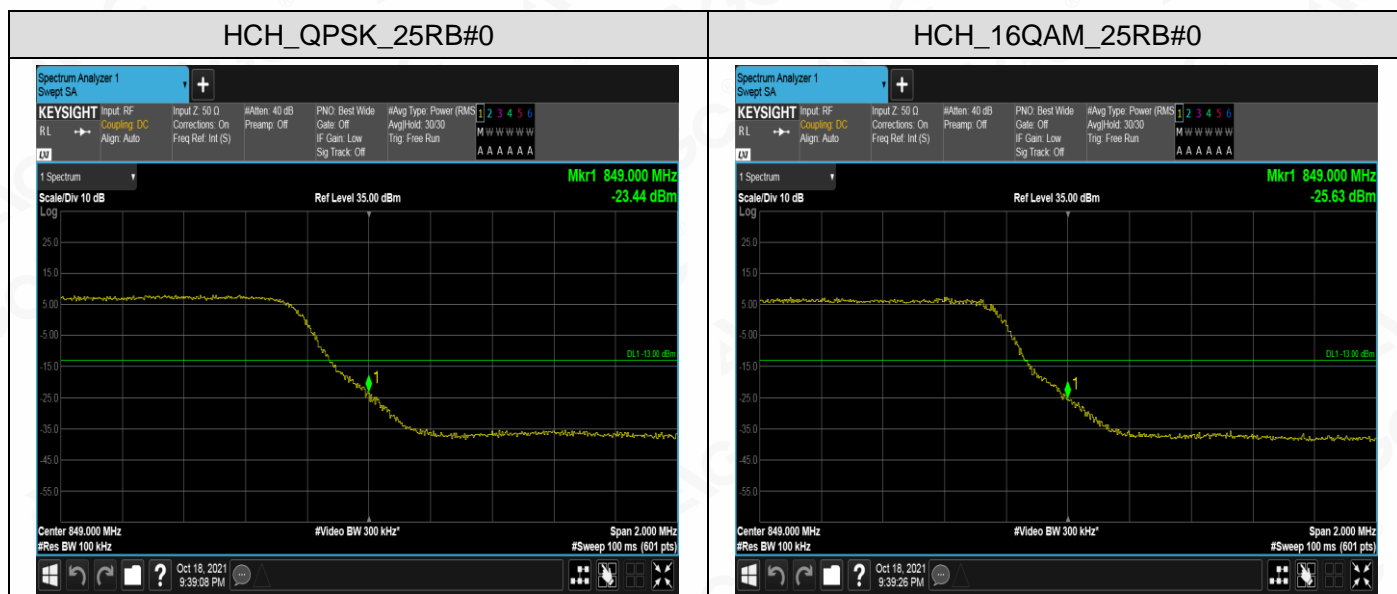 HCH_QPSK_25RB#0
HCH_16QAM_25RB#0
Spectrum Analyzer 1
Swept SA
+
KEYSIGHT
RL
Input: RF
Coupling: DC
Align: Auto
Input Z: 50 Ω
Corrections: On
Freq Ref: Int (S)
#Atten: 40 dB
Preamp: Off
PNO: Best Wide
Gate: Off
IF Gain: Low
Sig Track: Off
#Avg Type: Power (RMS
Avg|Hold: 30/30
Trig: Free Run
1 2 3 4 5 6
M W W W W W
A A A A A A
1 Spectrum
Mkr1 849.000 MHz
Scale/Div 10 dB
Ref Level 35.00 dBm
-23.44 dBm
Log
25.0
15.0
5.00
-5.00
DL1 -13.00 dBm
-15.0
1
-25.0
-35.0
-45.0
-55.0
Center 849.000 MHz
#Video BW 300 kHz*
Span 2.000 MHz
#Res BW 100 kHz
#Sweep 100 ms (601 pts)
?
Oct 18, 2021
9:39:08 PM
Spectrum Analyzer 1
Swept SA
+
KEYSIGHT
RL
Input: RF
Coupling: DC
Align: Auto
Input Z: 50 Ω
Corrections: On
Freq Ref: Int (S)
#Atten: 40 dB
Preamp: Off
PNO: Best Wide
Gate: Off
IF Gain: Low
Sig Track: Off
#Avg Type: Power (RMS
Avg|Hold: 30/30
Trig: Free Run
1 2 3 4 5 6
M W W W W W
A A A A A A
1 Spectrum
Mkr1 849.000 MHz
Scale/Div 10 dB
Ref Level 35.00 dBm
-25.63 dBm
Log
25.0
15.0
5.00
-5.00
DL1 -13.00 dBm
-15.0
1
-25.0
-35.0
-45.0
-55.0
Center 849.000 MHz
#Video BW 300 kHz*
Span 2.000 MHz
#Res BW 100 kHz
#Sweep 100 ms (601 pts)
?
Oct 18, 2021
9:39:26 PM